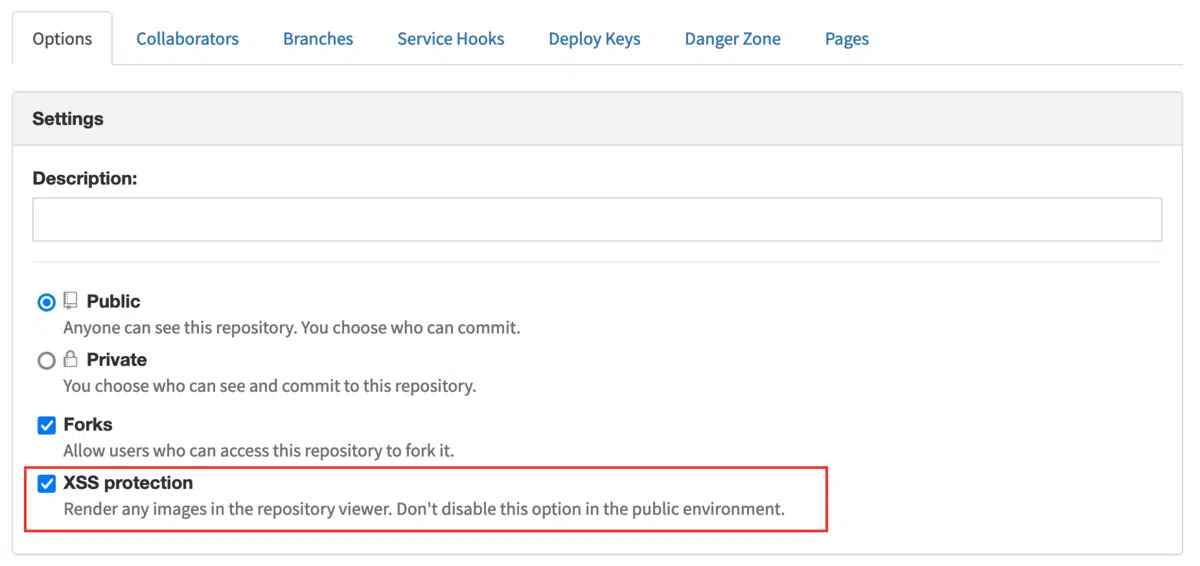 Options Collaborators Branches Service Hooks Deploy Keys Danger Zone Pages
Settings
Description:
Public
Anyone can see this repository. You choose who can commit.
Private
You choose who can see and commit to this repository.
Forks
Allow users who can access this repository to fork it.
XSS protection
Render any images in the repository viewer. Don't disable this option in the public environment.